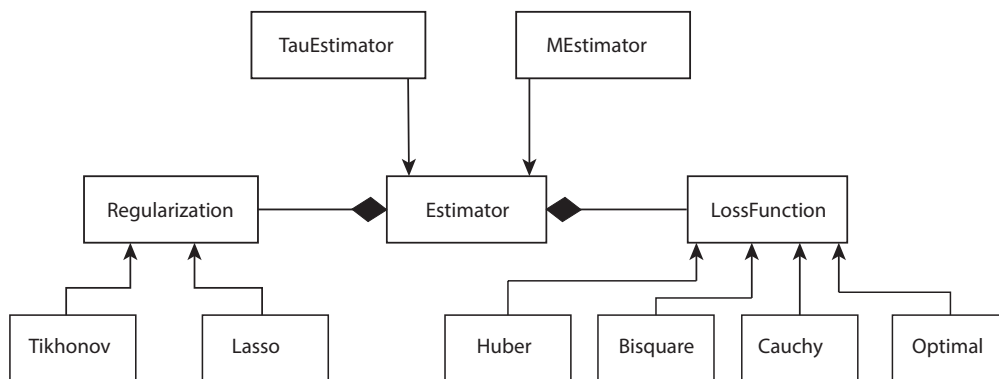 TauEstimator
MEstimator
Regularization
Estimator
LossFunction
Tikhonov
Lasso
Huber
Bisquare
Cauchy
Optimal